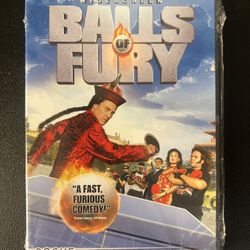 WIDESCREEN
BALLS
OF
FURY
"A FAST,
FURIOUS
COMEDY!"